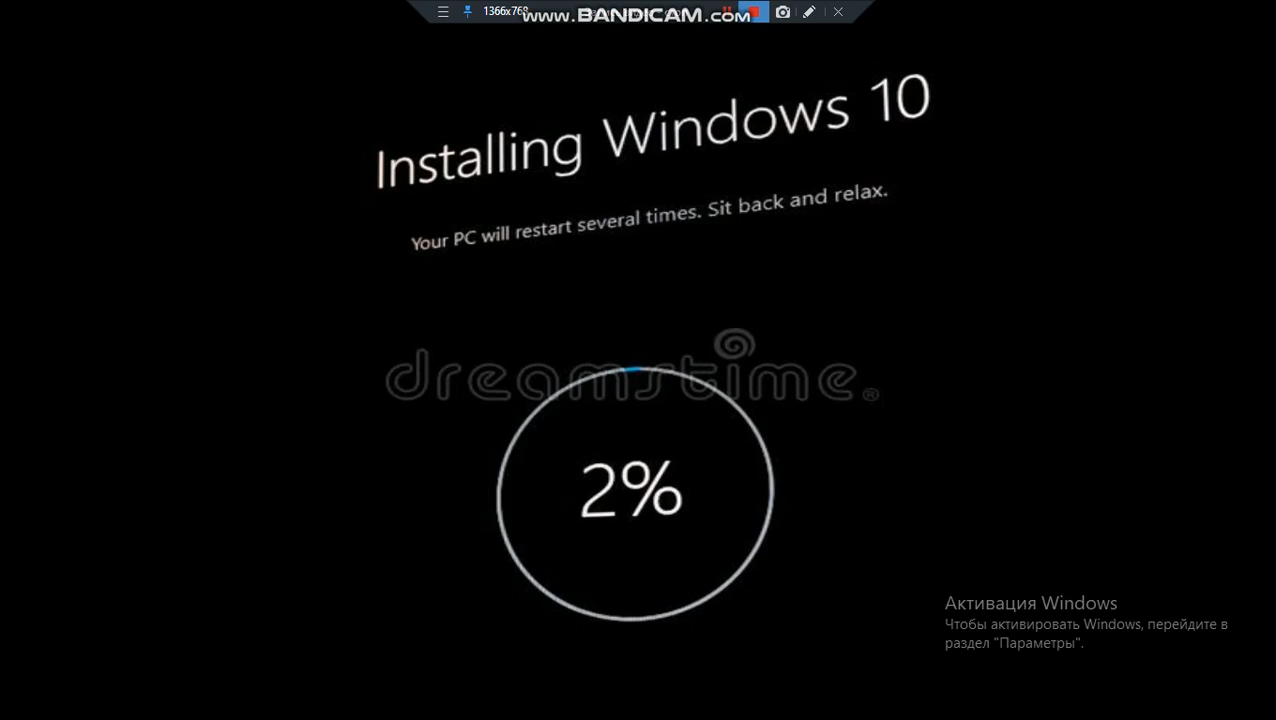 1366x768
www.BANDICAM.com
Installing Windows 10
Your PC will restart several times. Sit back and relax.
dreamstime®
2%
Активация Windows
Чтобы активировать Windows, перейдите в
раздел "Параметры".